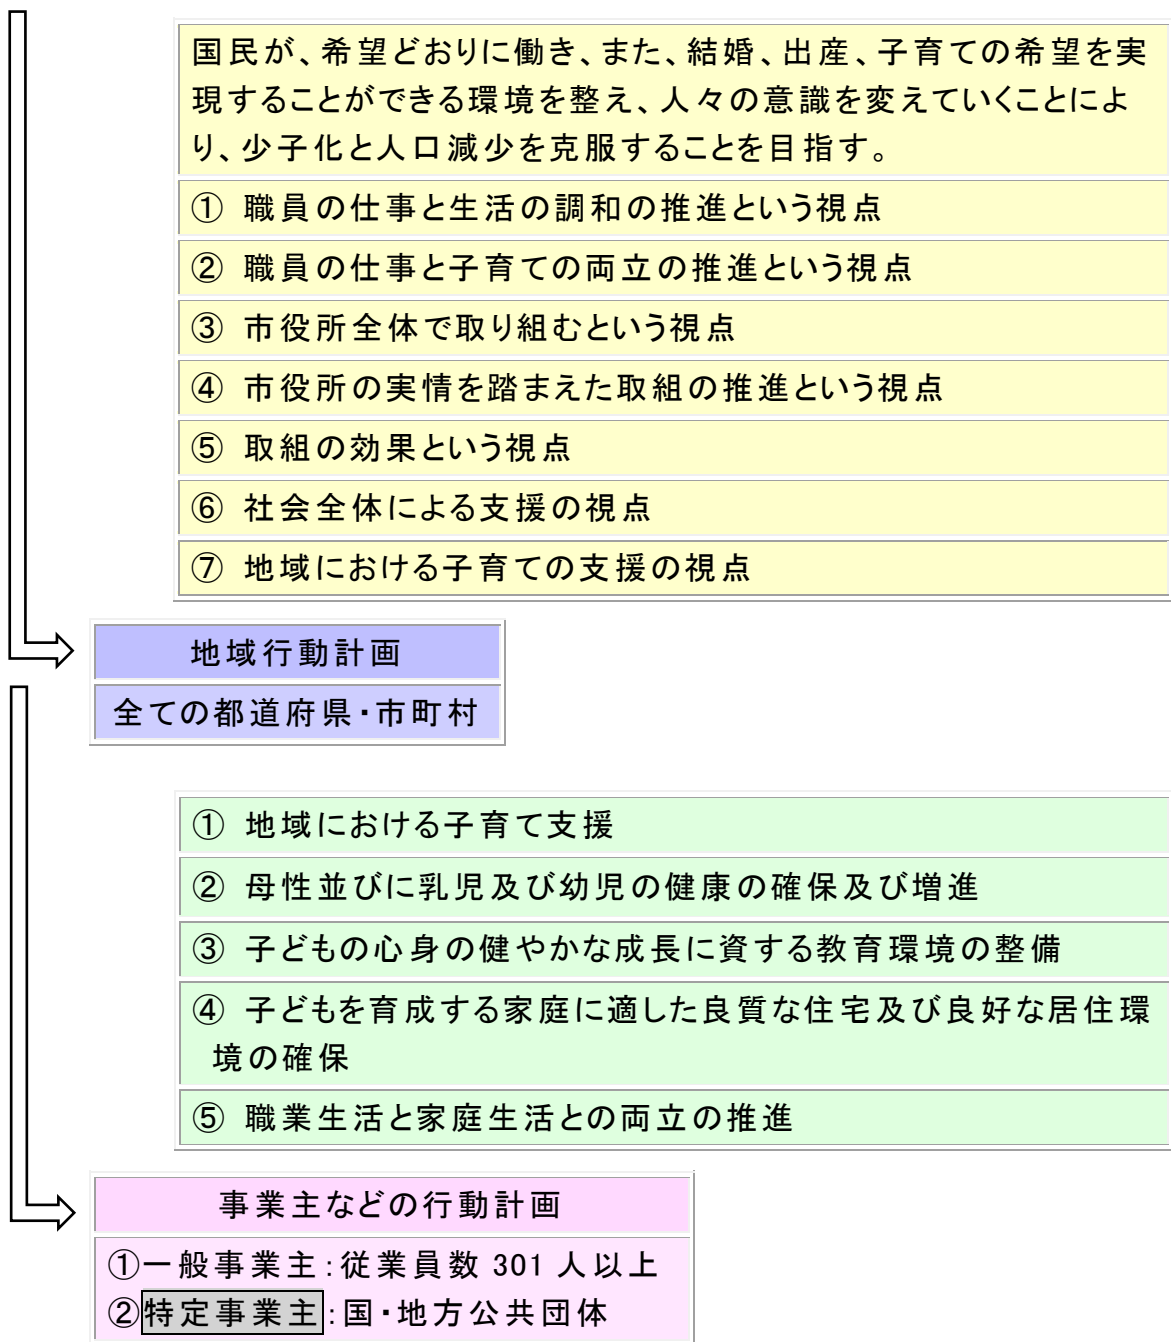 国民が、希望どおりに働き、また、結婚、出産、子育ての希望を実
現することができる環境を整え、人々の意識を変えていくことによ
り、少子化と人口減少を克服することを目指す。
① 職員の仕事と生活の調和の推進という視点
② 職員の仕事と子育ての両立の推進という視点
③ 市役所全体で取り組むという視点
④ 市役所の実情を踏まえた取組の推進という視点
⑤ 取組の効果という視点
⑥ 社会全体による支援の視点
⑦ 地域における子育ての支援の視点
地域行動計画
全ての都道府県・市町村
① 地域における子育て支援
② 母性並びに乳児及び幼児の健康の確保及び増進
③ 子どもの心身の健やかな成長に資する教育環境の整備
④ 子どもを育成する家庭に適した良質な住宅及び良好な居住環
境の確保
⑤ 職業生活と家庭生活との両立の推進
事業主などの行動計画
①一般事業主:従業員数 301 人以上
②特定事業主:国・地方公共団体